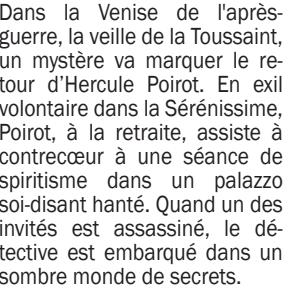 Dans la Venise de l'après-
guerre, la veille de la Toussaint,
un mystère va marquer le re-
tour d’Hercule Poirot. En exil
volontaire dans la Sérénissime,
Poirot, à la retraite, assiste à
contrecœur à une séance de
spiritisme dans un palazzo
soi-disant hanté. Quand un des
invités est assassiné, le dé-
tective est embarqué dans un
sombre monde de secrets.